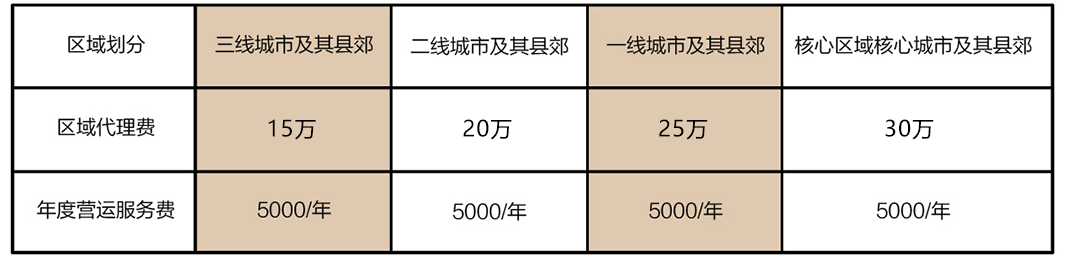 区域划分 三线城市及其县郊 二线城市及其县郊 一线城市及其县郊 核心区域核心城市及其县郊
区域代理费 15万 20万 25万 30万
年度营运服务费 5000/年 5000/年 5000/年 5000/年